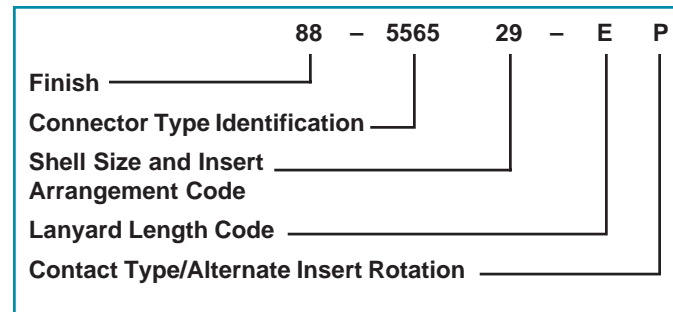 88 – 5565 29 – E P
Finish
Connector Type Identification
Shell Size and Insert
Arrangement Code
Lanyard Length Code
Contact Type/Alternate Insert Rotation